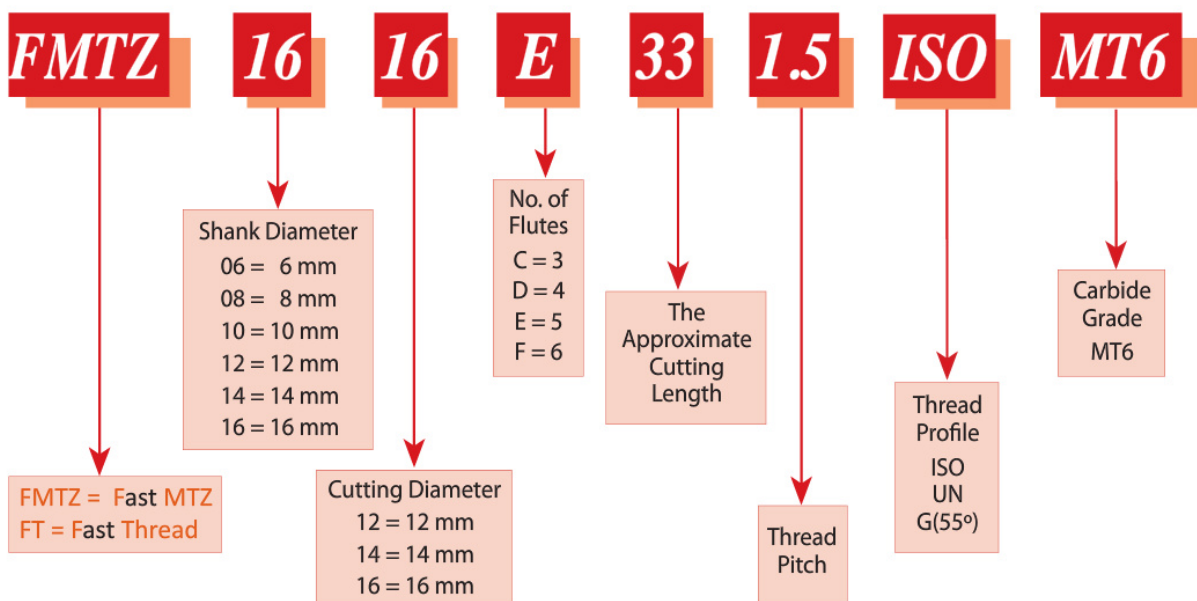 FMTZ 16 16 E 33 1.5 ISO MT6
Shank Diameter
06 = 6 mm
08 = 8 mm
10 = 10 mm
12 = 12 mm
14 = 14 mm
16 = 16 mm
No. of
Flutes
C = 3
D = 4
E = 5
F = 6
The
Approximate
Cutting
Length
Carbide
Grade
MT6
Thread
Profile
ISO
UN
G(55º)
FMTZ = Fast MTZ
FT = Fast Thread
Cutting Diameter
12 = 12 mm
14 = 14 mm
16 = 16 mm
Thread
Pitch